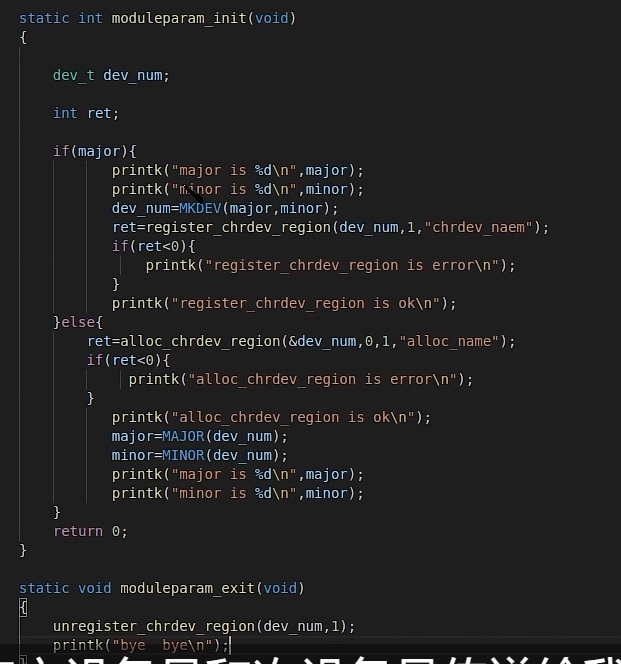 static int moduleparam_init(void)
{
dev_t dev_num;
int ret;
if(major){
printk("major is %d\n",major);
printk("minor is %d\n",minor);
dev_num=MKDEV(major,minor);
ret=register_chrdev_region(dev_num,1,"chrdev_naem");
if(ret<0){
printk("register_chrdev_region is error\n");
}
printk("register_chrdev_region is ok\n");
}else{
ret=alloc_chrdev_region(&dev_num,0,1,"alloc_name");
if(ret<0){
printk("alloc_chrdev_region is error\n");
}
printk("alloc_chrdev_region is ok\n");
major=MAJOR(dev_num);
minor=MINOR(dev_num);
printk("major is %d\n",major);
printk("minor is %d\n",minor);
}
return 0;
}
static void moduleparam_exit(void)
{
unregister_chrdev_region(dev_num,1);
printk("bye  bye\n");